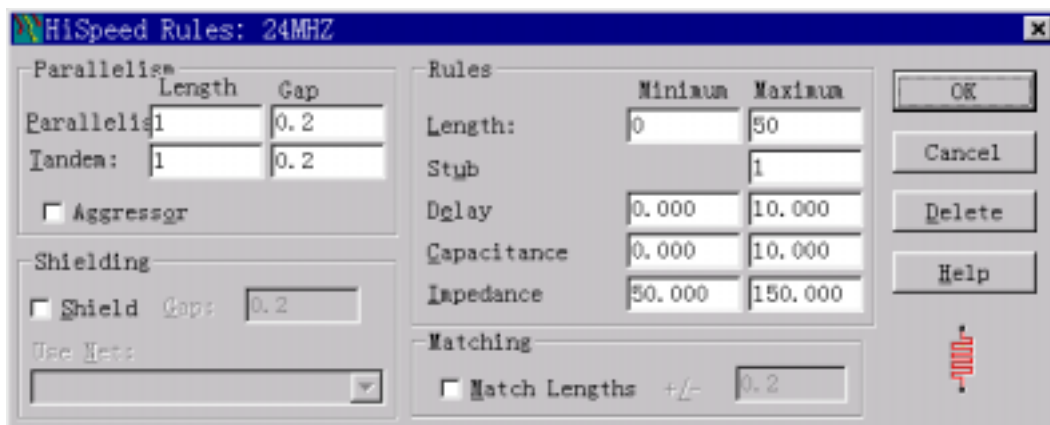 HiSpeed Rules: 24MHZ
Parallelism
Length Gap
Parallelis 1 0.2
Tandem: 1 0.2
Aggressor
Shielding
Shield Gap: 0.2
Use Net:
Rules
Minimum Maximum
Length: 0 50
Stub 1
Delay 0.000 10.000
Capacitance 0.000 10.000
Impedance 50.000 150.000
Matching
Match Lengths +/- 0.2
OK
Cancel
Delete
Help